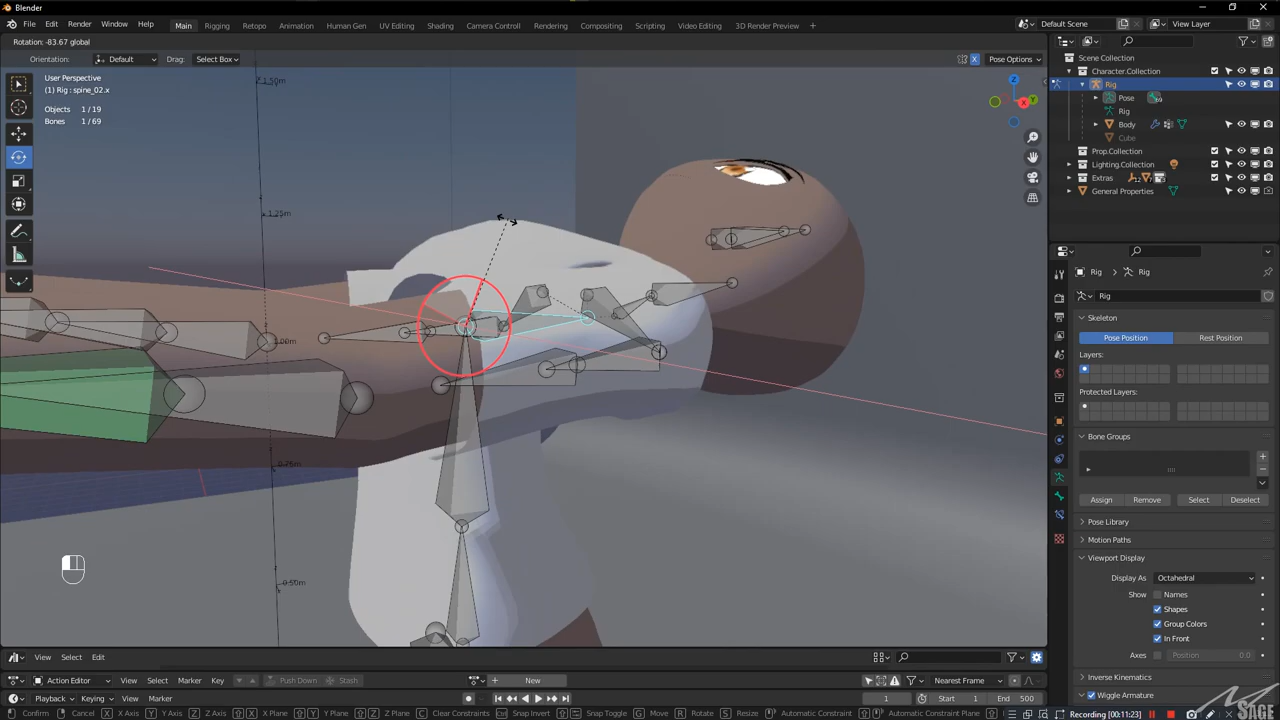 Blender
File Edit Render Window Help Main Rigging Retopo Animation Human Gen UV Editing Shading Camera Controll Rendering Compositing Scripting Video Editing 3D Render Preview + Default Scene View Layer
Rotation: -83.67 global
Orientation: Default Drag: Select Box X Pose Options
User Perspective
(1) Rig : spine_02.x
Objects 1/19
Bones 1/69
1.50m
1.25m
1.00m
0.75m
0.50m
Scene Collection
Character.Collection
Rig
Pose 69
Rig
Body
Cube
Prop.Collection
Lighting.Collection
Extras 12 7
General Properties
Rig Rig
Rig
Skeleton
Pose Position Rest Position
Layers:
Protected Layers:
Bone Groups
Assign Remove Select Deselect
Pose Library
Motion Paths
Viewport Display
Display As Octahedral
Show Names
Shapes
Group Colors
In Front
Axes Position 0.0
Inverse Kinematics
Wiggle Armature
View Select Edit
Action Editor View Select Marker Key Push Down Stash New Nearest Frame
Playback Keying View Marker 1 Start 1 End 500
Confirm Cancel X X Axis Y Y Axis Z Z Axis X X Plane Y Y Plane Z Z Plane C Clear Constraints Snap Invert Snap Toggle G Move R Rotate S Resize Automatic Constraint Automatic Constraint Plane
Recording [00:11:23]
SAGE